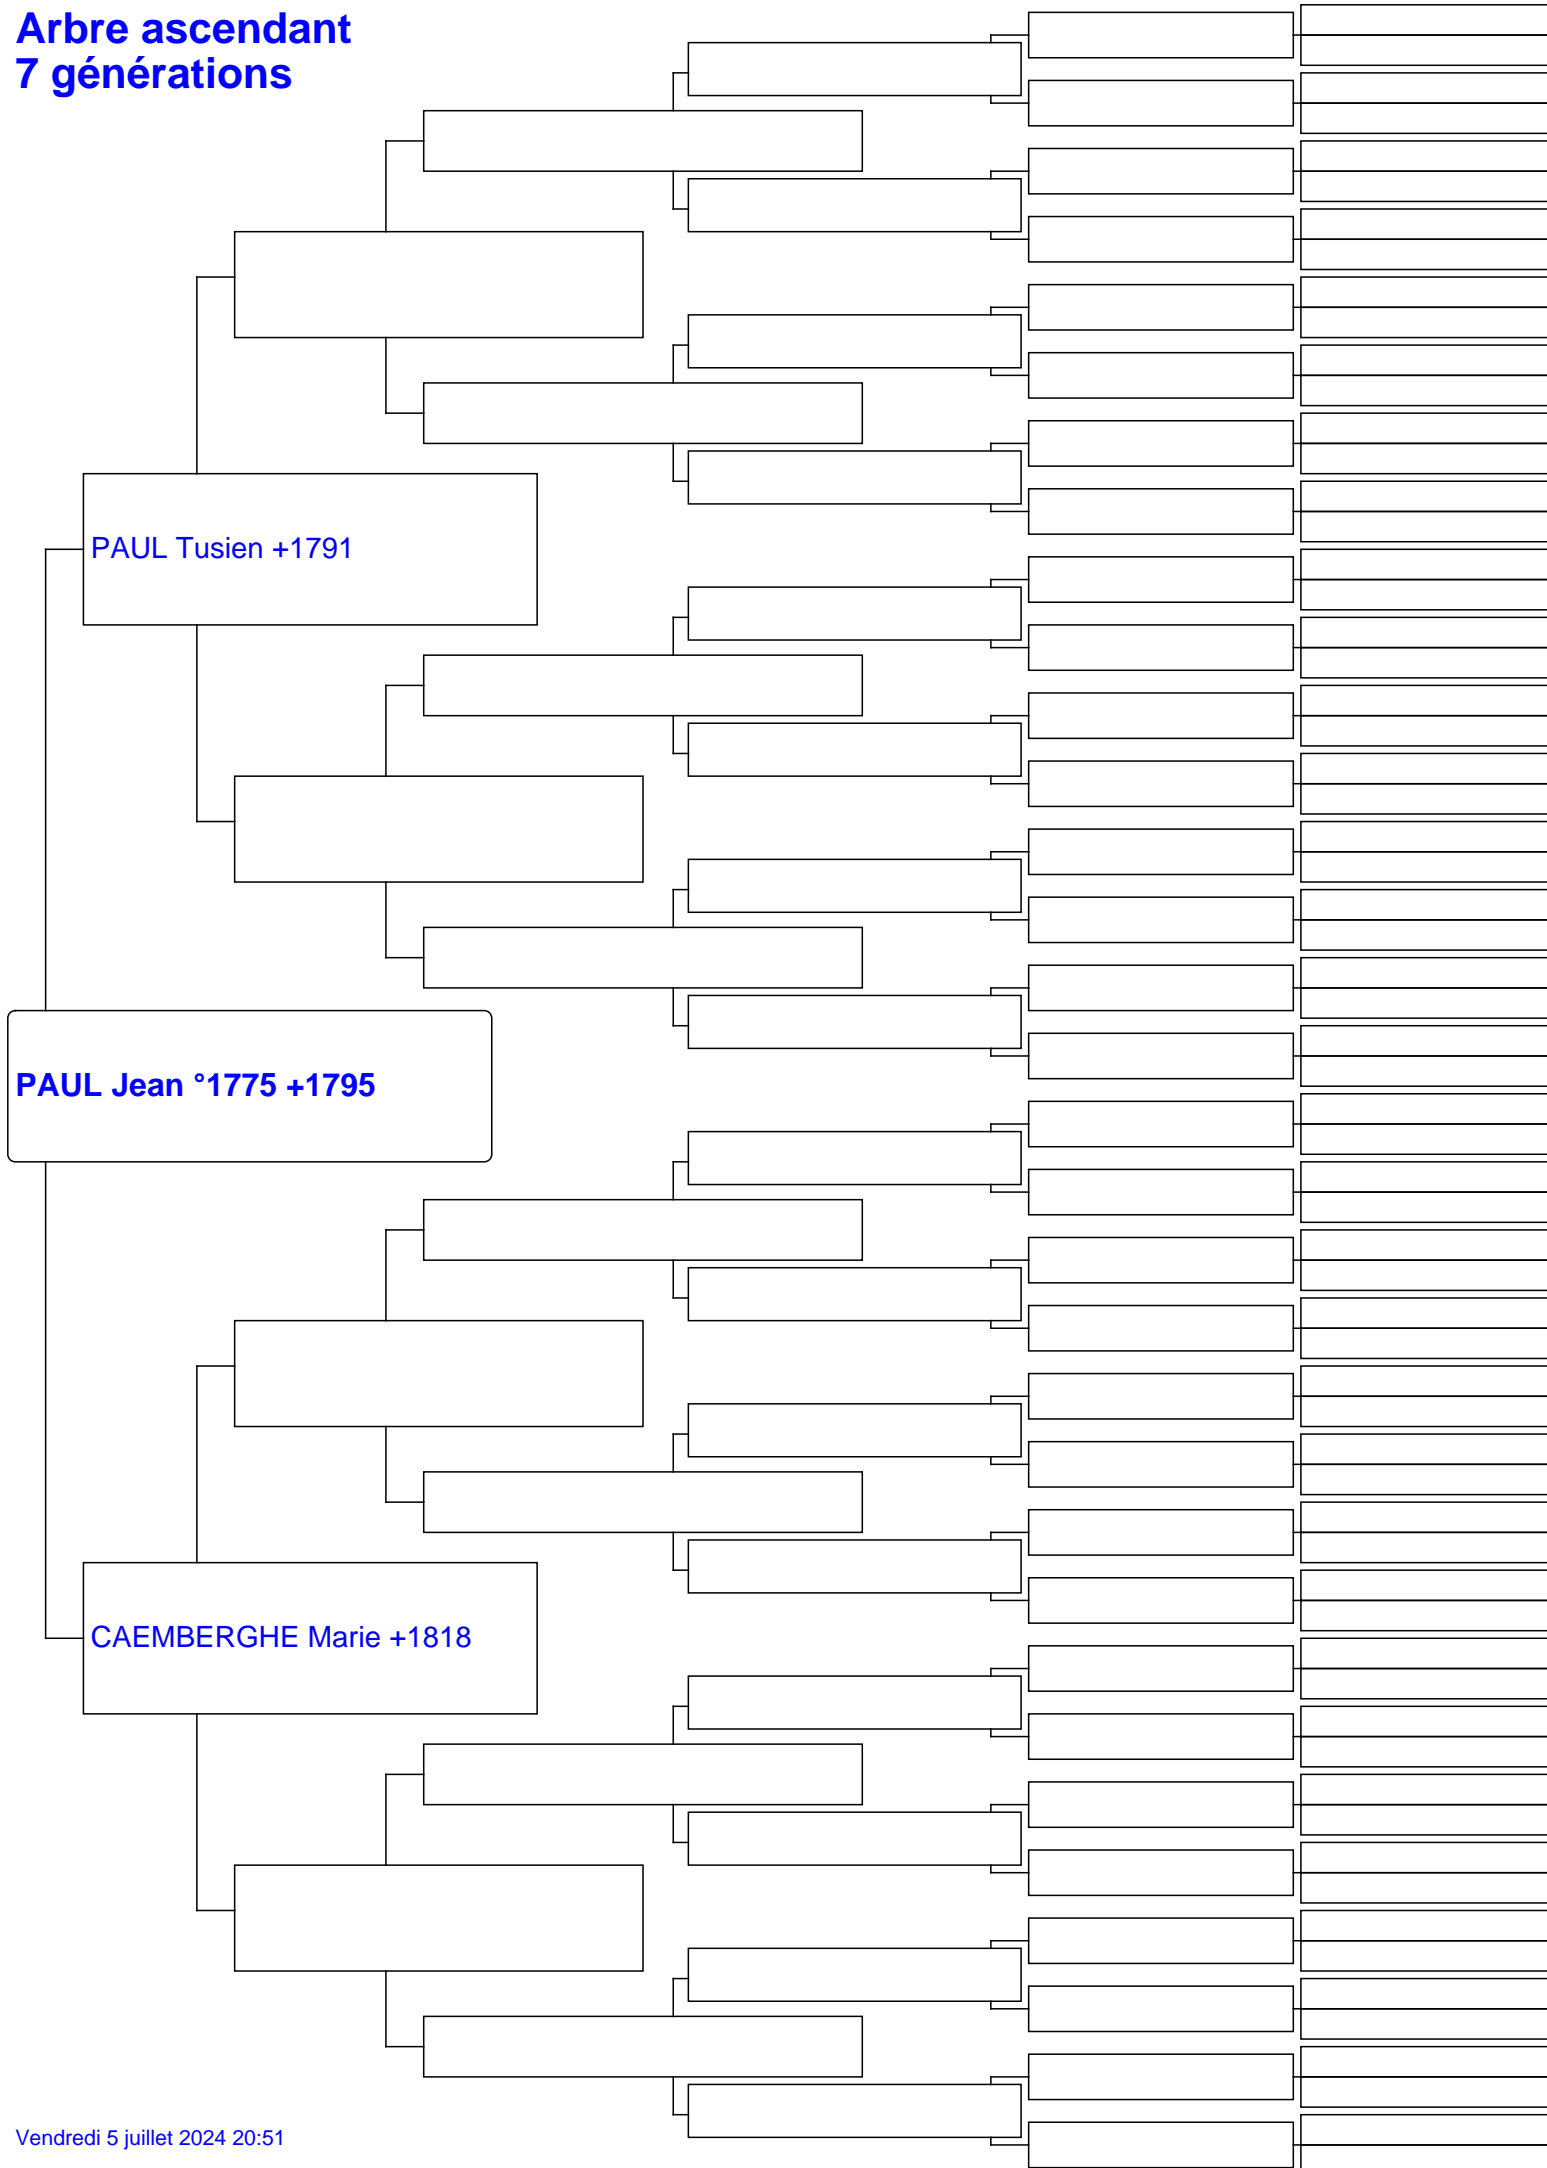 Arbre ascendant
7 générations
PAUL Tusien +1791
PAUL Jean °1775 +1795
CAEMBERGHE Marie +1818
Vendredi 5 juillet 2024 20:51